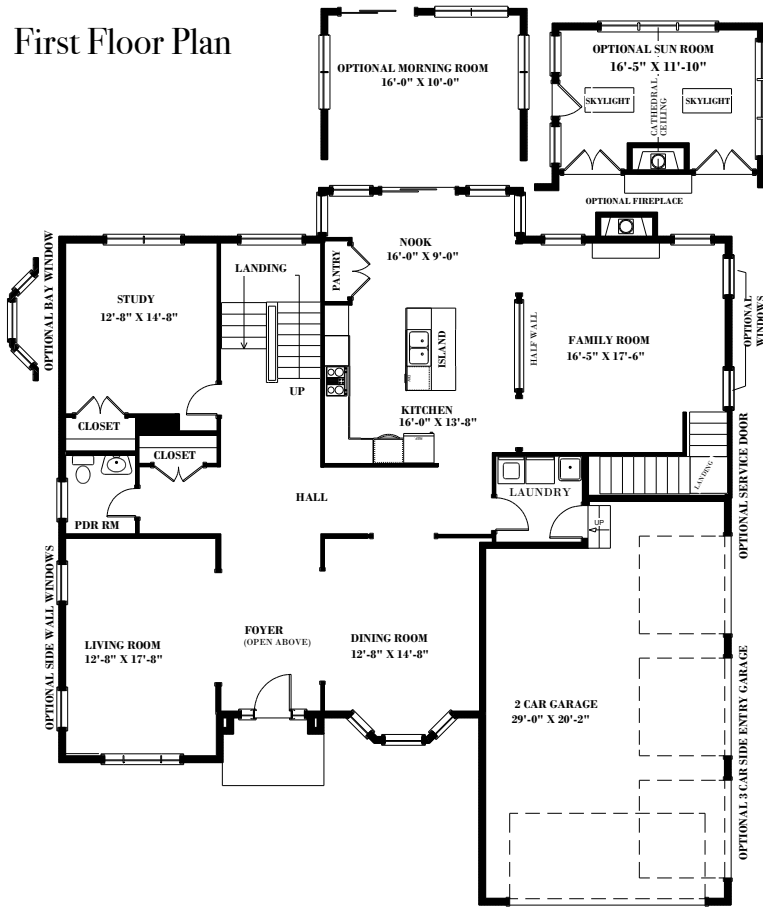 First Floor Plan
OPTIONAL MORNING ROOM
16'-0" X 10'-0"
OPTIONAL SUN ROOM
16'-5" X 11'-10"
SKYLIGHT
CATHEDRAL
CEILING
SKYLIGHT
OPTIONAL FIREPLACE
OPTIONAL BAY WINDOW
STUDY
12'-8" X 14'-8"
LANDING
UP
PANTRY
NOOK
16'-0" X 9'-0"
ISLAND
HALF WALL
FAMILY ROOM
16'-5" X 17'-6"
OPTIONAL
WINDOWS
KITCHEN
16'-0" X 13'-8"
CLOSET
CLOSET
PDR RM
HALL
LAUNDRY
LANDING
UP
OPTIONAL SERVICE DOOR
OPTIONAL SIDE WALL WINDOWS
LIVING ROOM
12'-8" X 17'-8"
FOYER
(OPEN ABOVE)
DINING ROOM
12'-8" X 14'-8"
2 CAR GARAGE
29'-0" X 20'-2"
OPTIONAL 3 CAR SIDE ENTRY GARAGE